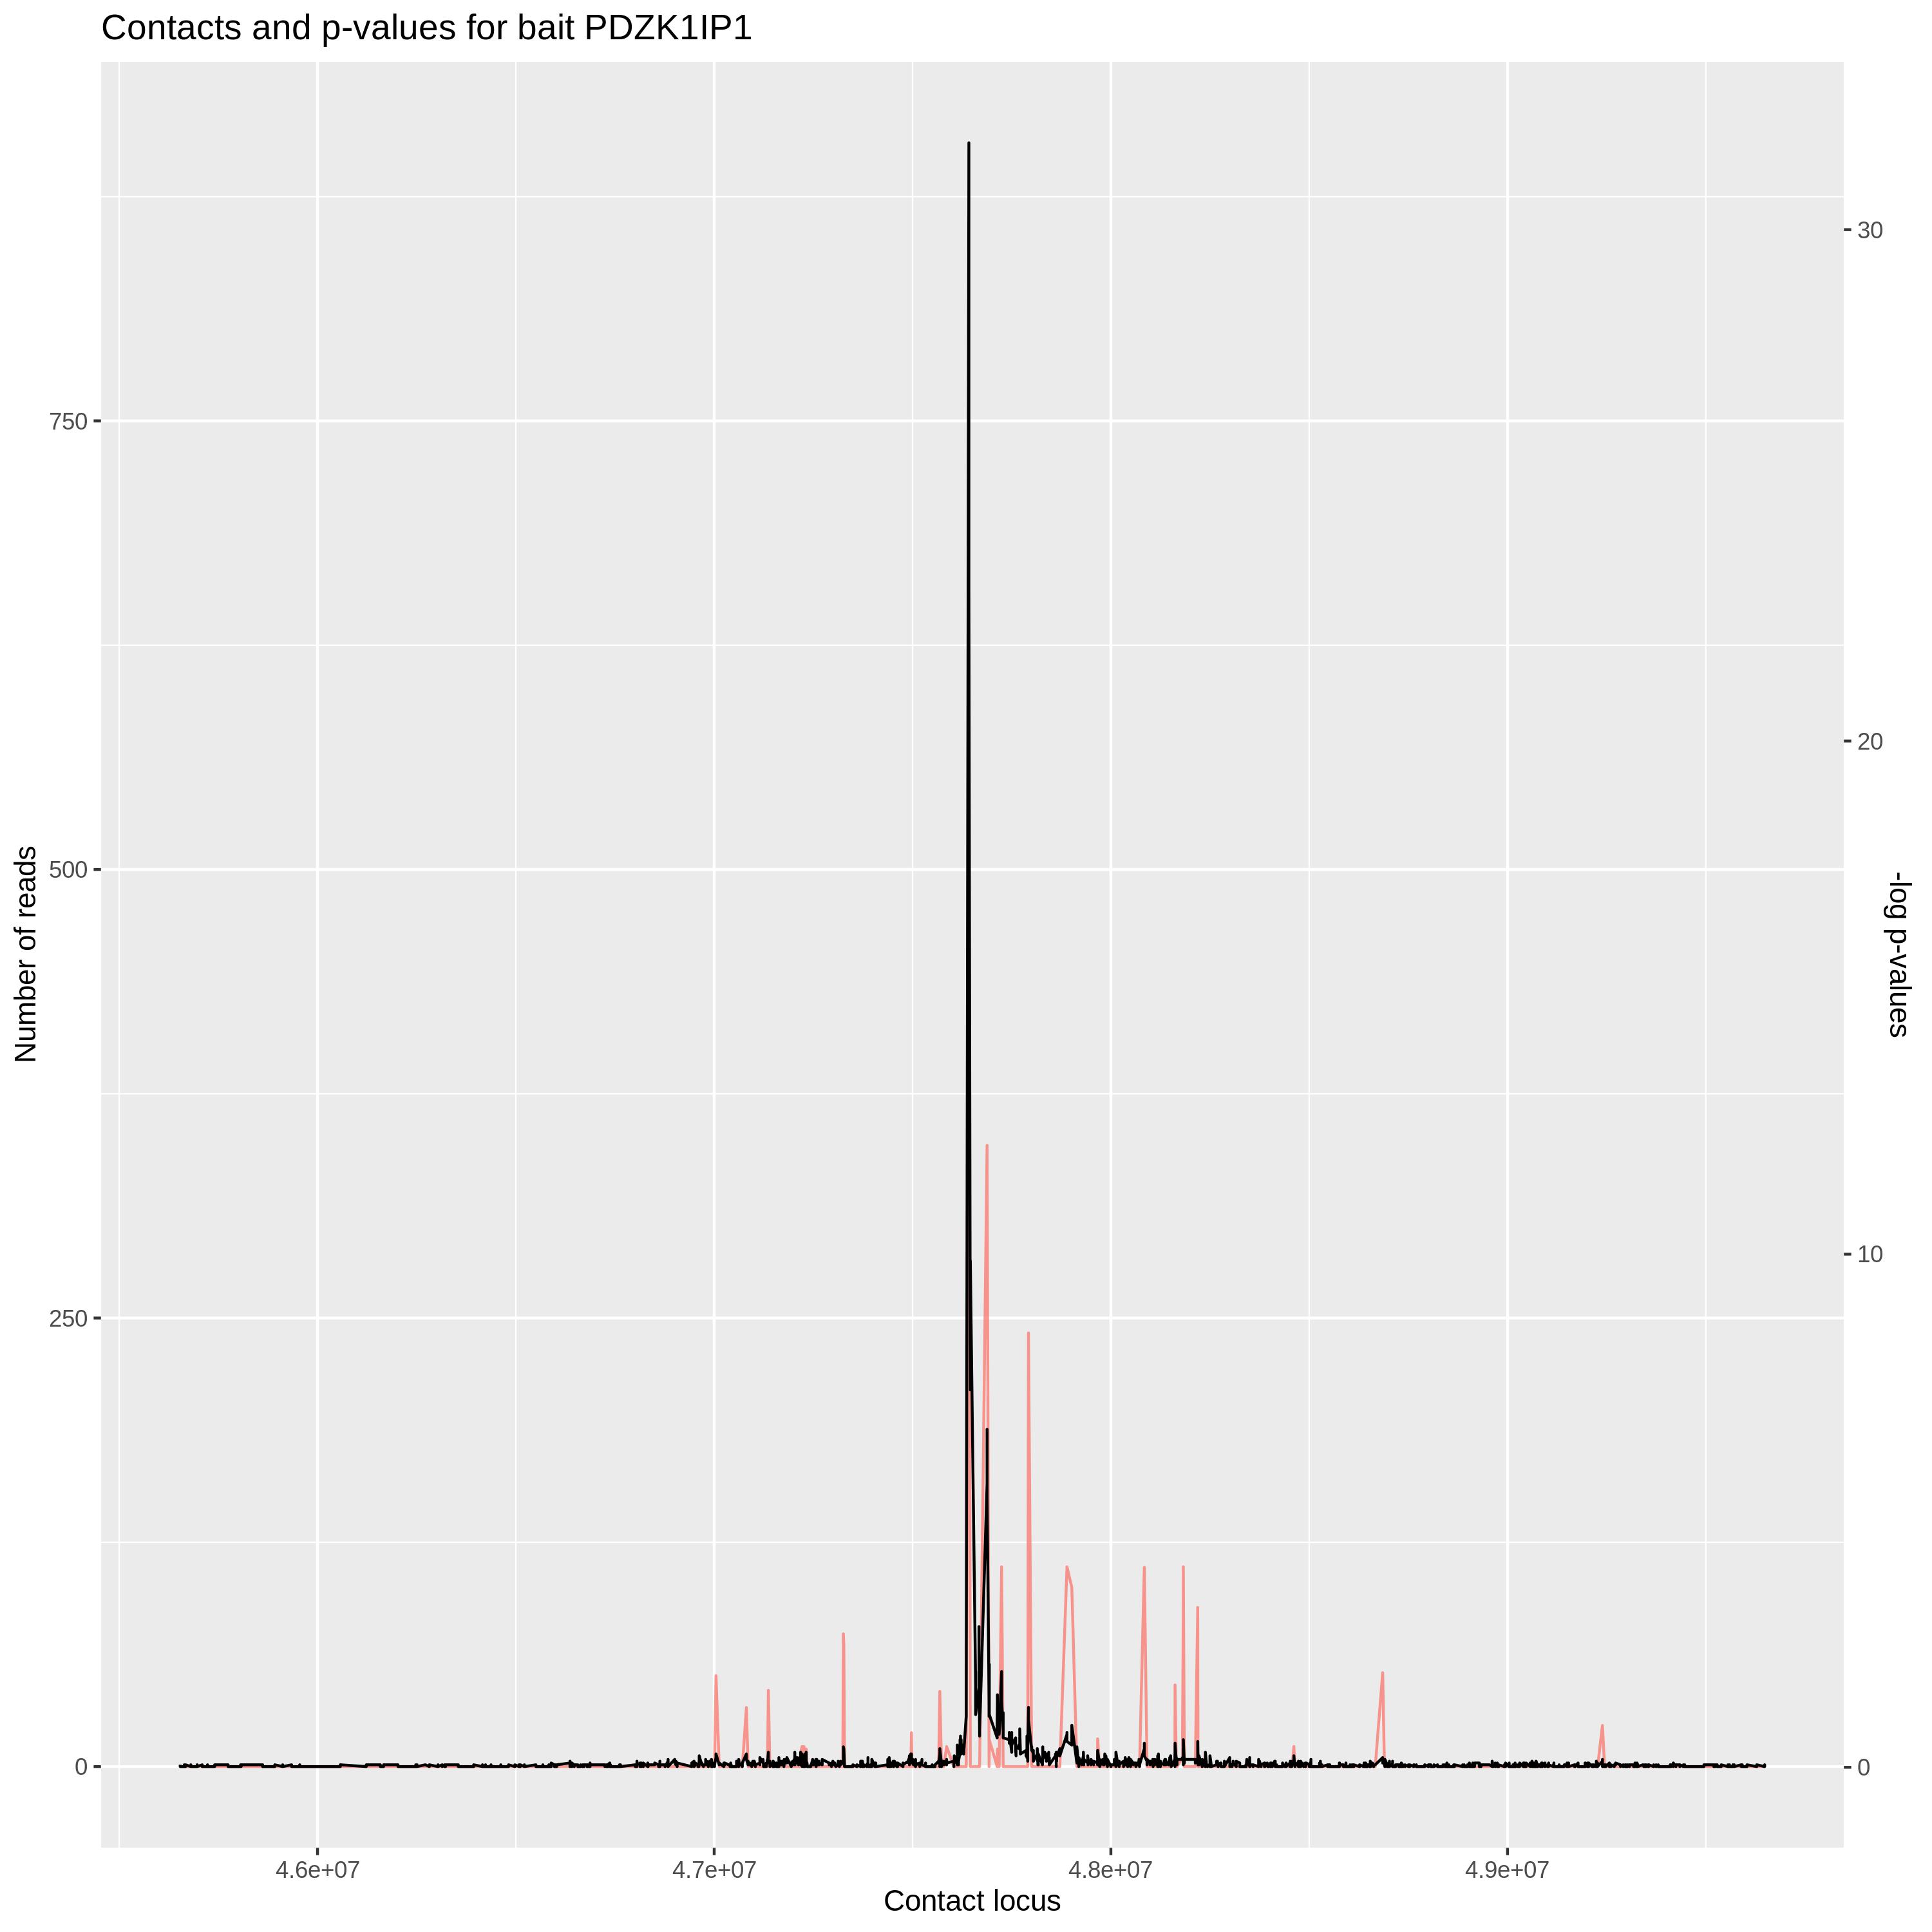 Contacts and p-values for bait PDZK1IP1
30
750
20
500
Number of reads
-log p-values
10
250
0
0
4.6e+07
4.7e+07
4.8e+07
4.9e+07
Contact locus